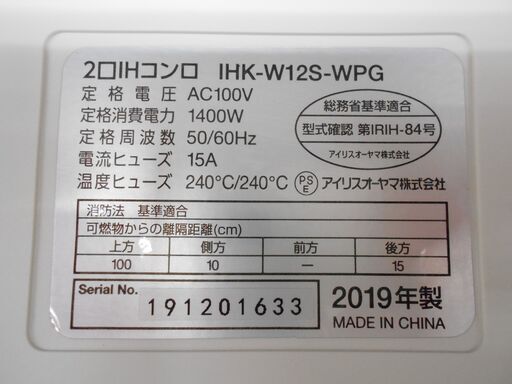 2口IHコンロ IHK-W12S-WPG
定格電圧 AC100V
定格消費電力 1400W
定格周波数 50/60Hz
電流ヒューズ 15A
温度ヒューズ 240℃/240℃
総務省基準適合
型式確認 第IRIH-84号
アイリスオーヤマ株式会社
PSE アイリスオーヤマ株式会社
消防法 基準適合
可燃物からの離隔距離(cm)
上方 側方 前方 後方
100 10 — 15
Serial No. 191201633
2019年製
MADE IN CHINA